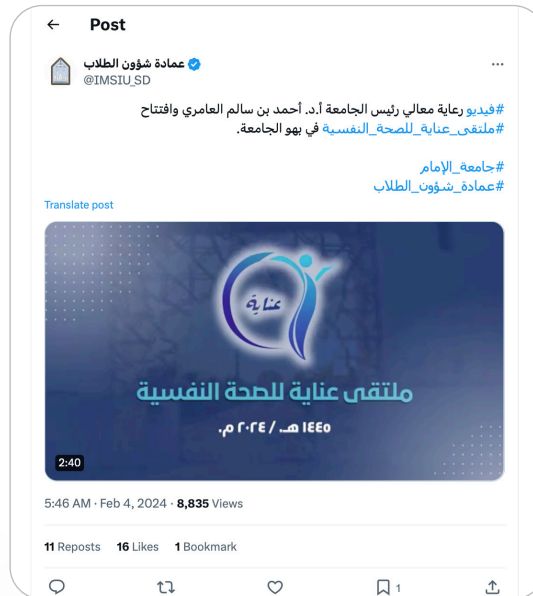 Post
عمادة شؤون الطلاب
@IMSIU_SD
#فيديو رعاية معالي رئيس الجامعة أ.د. أحمد بن سالم العامري وافتتاح
#ملتقى_عناية_للصحة_النفسية في بهو الجامعة.
#جامعة_الإمام
#عمادة_شؤون_الطلاب
Translate post
عناية
ملتقى عناية للصحة النفسية
١٤٤٥ هـ / ٢٠٢٤ م.
2:40
5:46 AM · Feb 4, 2024 · 8,835 Views
11 Reposts 16 Likes 1 Bookmark
1